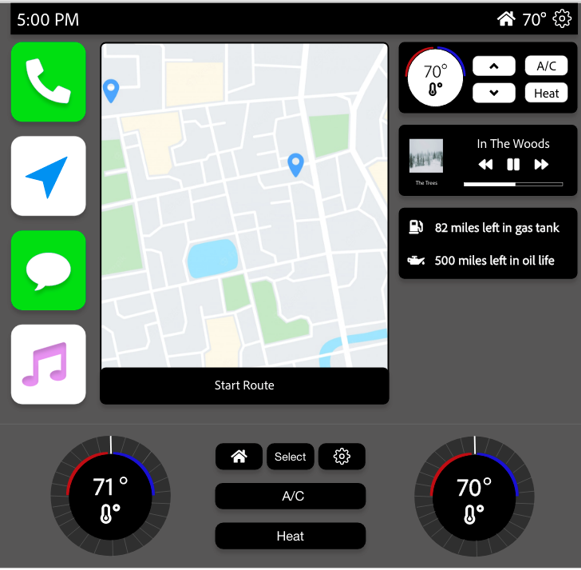 5:00 PM
70°
70°
A/C
Heat
In The Woods
The Trees
82 miles left in gas tank
500 miles left in oil life
Start Route
71°
Select
A/C
Heat
70°